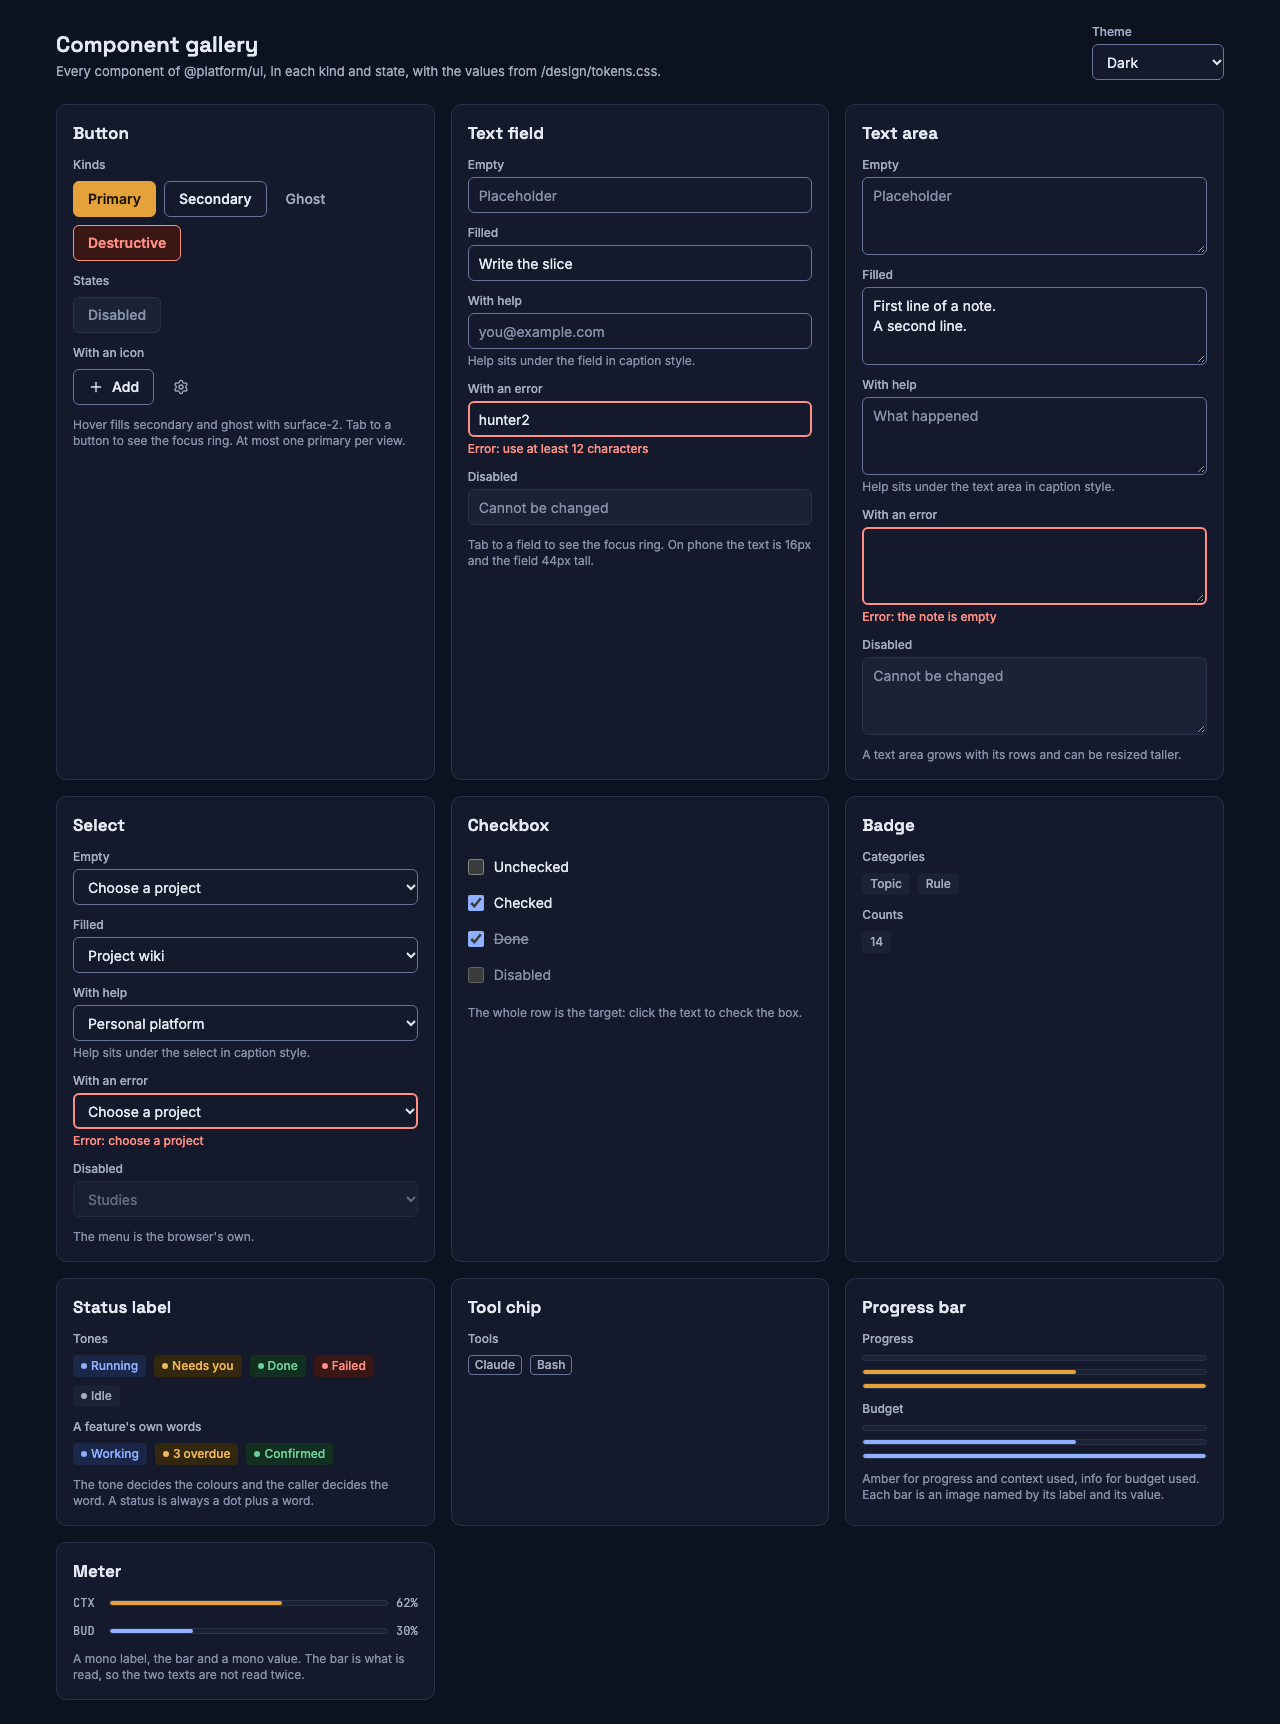 Component gallery
Every component of @platform/ui, in each kind and state, with the values from /design/tokens.css.
Theme
Dark
Button
Kinds
Primary
Secondary
Ghost
Destructive
States
Disabled
With an icon
Add
Hover fills secondary and ghost with surface-2. Tab to a
button to see the focus ring. At most one primary per view.
Text field
Empty
Placeholder
Filled
Write the slice
With help
you@example.com
Help sits under the field in caption style.
With an error
hunter2
Error: use at least 12 characters
Disabled
Cannot be changed
Tab to a field to see the focus ring. On phone the text is 16px
and the field 44px tall.
Text area
Empty
Placeholder
Filled
First line of a note.
A second line.
With help
What happened
Help sits under the text area in caption style.
With an error
Error: the note is empty
Disabled
Cannot be changed
A text area grows with its rows and can be resized taller.
Select
Empty
Choose a project
Filled
Project wiki
With help
Personal platform
Help sits under the select in caption style.
With an error
Choose a project
Error: choose a project
Disabled
Studies
The menu is the browser's own.
Checkbox
Unchecked
Checked
Done
Disabled
The whole row is the target: click the text to check the box.
Badge
Categories
Topic
Rule
Counts
14
Status label
Tones
Running
Needs you
Done
Failed
Idle
A feature's own words
Working
3 overdue
Confirmed
The tone decides the colours and the caller decides the
word. A status is always a dot plus a word.
Tool chip
Tools
Claude
Bash
Progress bar
Progress
Budget
Amber for progress and context used, info for budget used.
Each bar is an image named by its label and its value.
Meter
CTX
62%
BUD
30%
A mono label, the bar and a mono value. The bar is what is
read, so the two texts are not read twice.